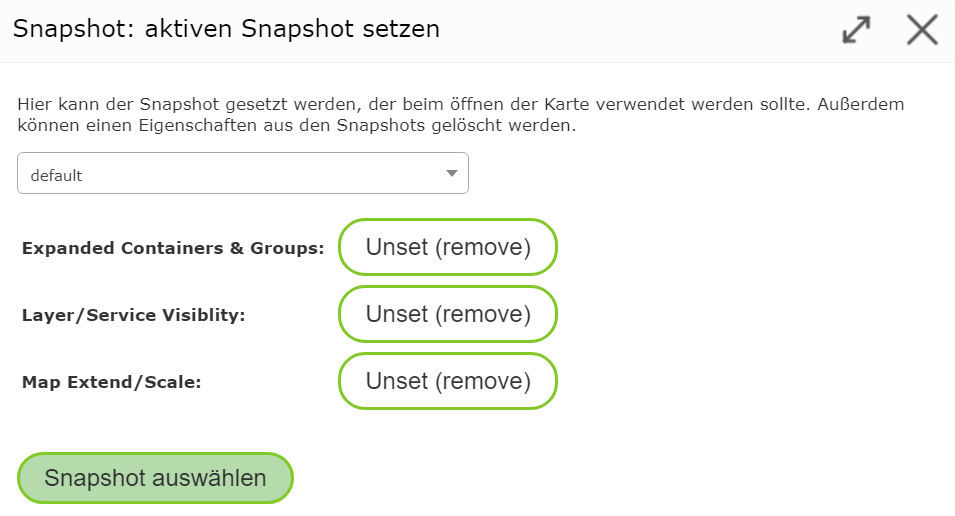 Snapshot: aktiven Snapshot setzen
Hier kann der Snapshot gesetzt werden, der beim öffnen der Karte verwendet werden sollte. Außerdem
können einen Eigenschaften aus den Snapshots gelöscht werden.
default
Expanded Containers & Groups: Unset (remove)
Layer/Service Visiblity: Unset (remove)
Map Extend/Scale: Unset (remove)
Snapshot auswählen